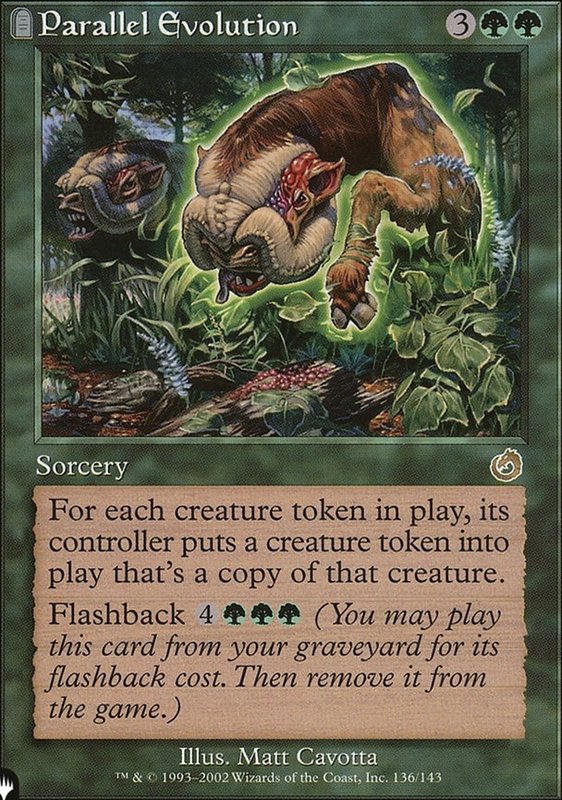 Parallel Evolution 3
Sorcery
For each creature token in play, its
controller puts a creature token into
play that's a copy of that creature.
Flashback 4 (You may play
this card from your graveyard for its
flashback cost. Then remove it from
the game.)
Illus. Matt Cavotta
™ & © 1993–2002 Wizards of the Coast, Inc. 136/143